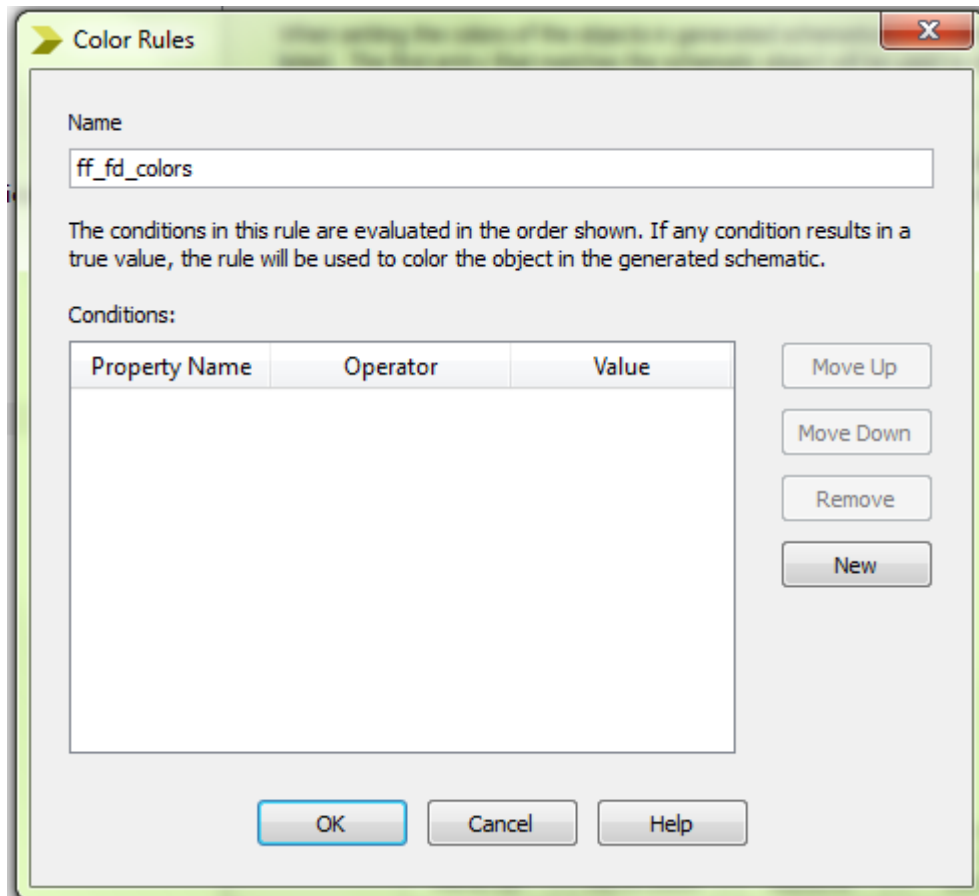 Color Rules
Name
ff_fd_colors
The conditions in this rule are evaluated in the order shown. If any condition results in a
true value, the rule will be used to color the object in the generated schematic.
Conditions:
Property Name Operator Value
Move Up
Move Down
Remove
New
OK Cancel Help